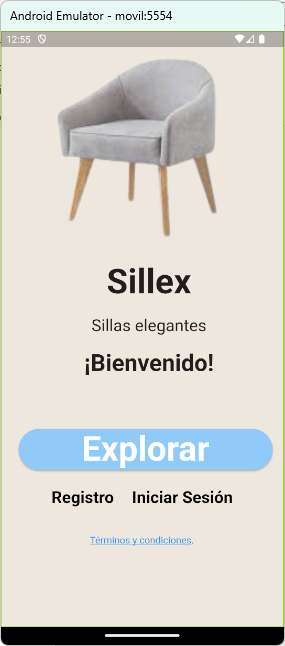 Android Emulator - movil:5554
12:55
Sillex
Sillas elegantes
¡Bienvenido!
Explorar
Registro Iniciar Sesión
Términos y condiciones.